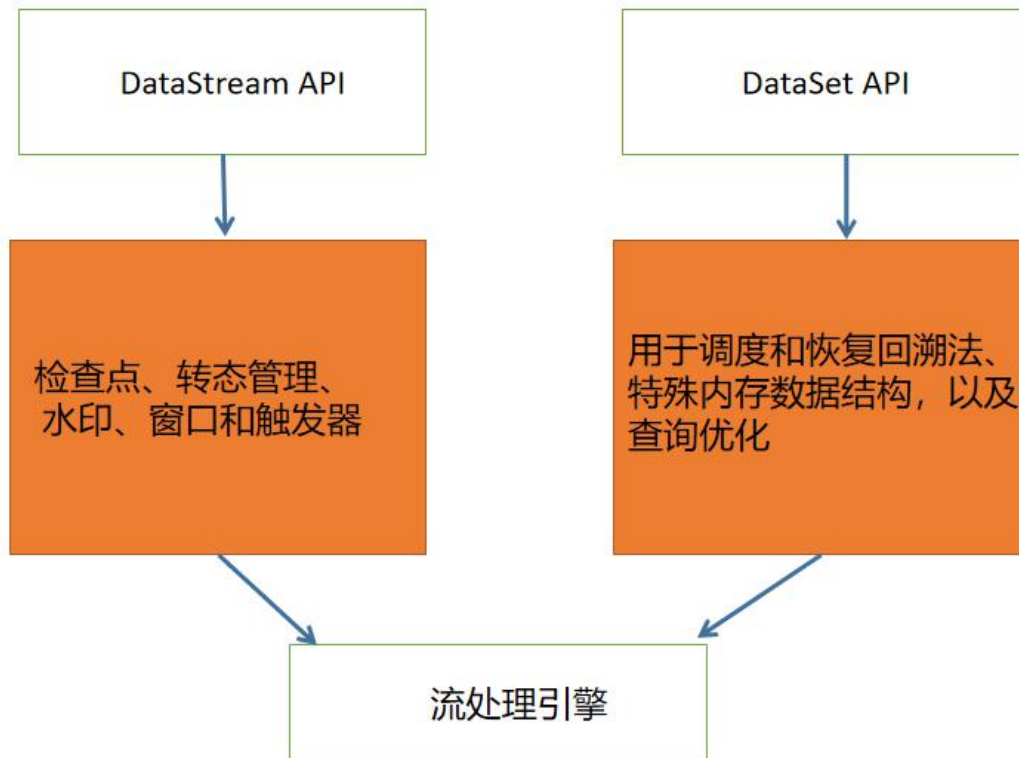 DataStream API
DataSet API
检查点、转态管理、
水印、窗口和触发器
用于调度和恢复回溯法、
特殊内存数据结构，以及
查询优化
流处理引擎